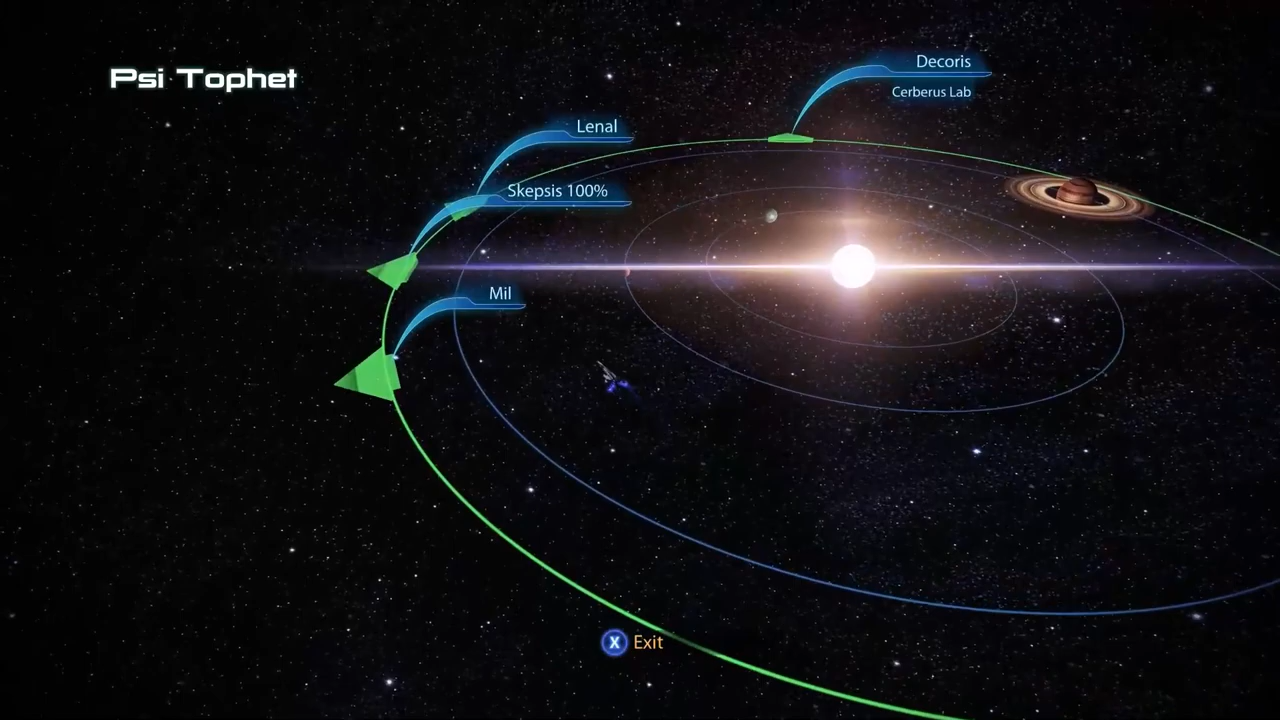 Psi Tophet
Decoris
Cerberus Lab
Lenal
Skepsis 100%
Mil
X Exit